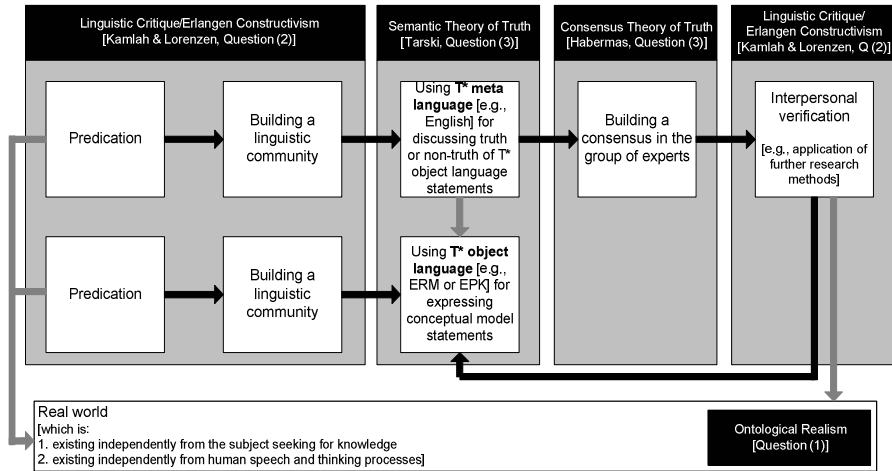 Linguistic Critique/Erlangen Constructivism
[Kamlah & Lorenzen, Question (2)]
Semantic Theory of Truth
[Tarski, Question (3)]
Consensus Theory of Truth
[Habermas, Question (3)]
Linguistic Critique/
Erlangen Constructivism
[Kamlah & Lorenzen, Q (2)]
Predication
Building a
linguistic
community
Using T* meta
language [e.g.,
English] for
discussing truth
or non-truth of T*
object language
statements
Building a
consensus in the
group of experts
Interpersonal
verification
[e.g., application of
further research
methods]
Predication
Building a
linguistic
community
Using T* object
language [e.g.,
ERM or EPK] for
expressing
conceptual model
statements
Real world
[which is:
1. existing independently from the subject seeking for knowledge
2. existing independently from human speech and thinking processes]
Ontological Realism
[Question (1)]